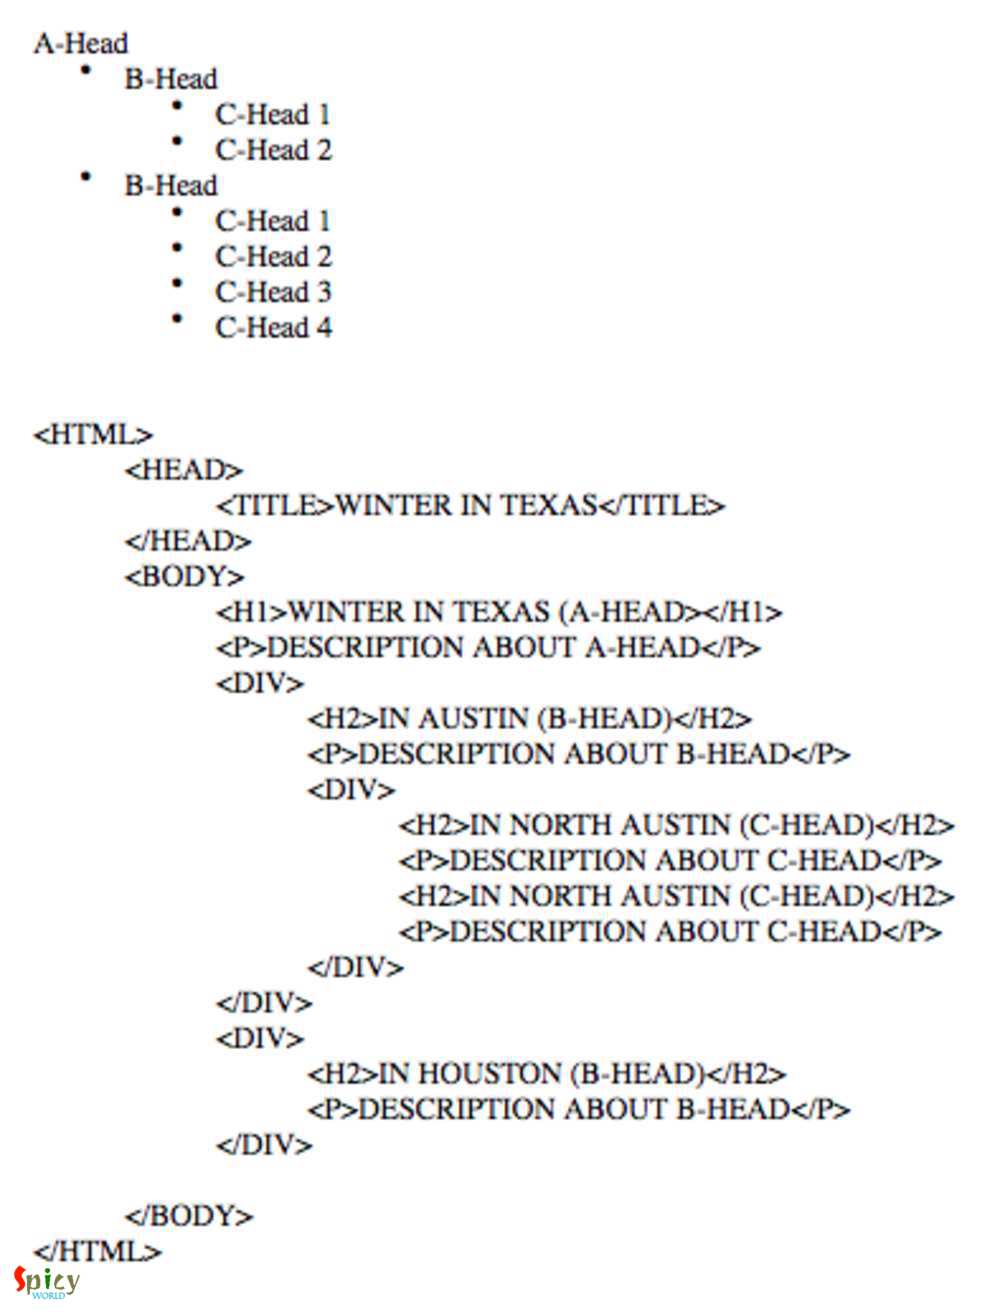 A-Head
• B-Head
• C-Head 1
• C-Head 2
• B-Head
• C-Head 1
• C-Head 2
• C-Head 3
• C-Head 4
<HTML>
<HEAD>
<TITLE>WINTER IN TEXAS</TITLE>
</HEAD>
<BODY>
<H1>WINTER IN TEXAS (A-HEAD></H1>
<P>DESCRIPTION ABOUT A-HEAD</P>
<DIV>
<H2>IN AUSTIN (B-HEAD)</H2>
<P>DESCRIPTION ABOUT B-HEAD</P>
<DIV>
<H2>IN NORTH AUSTIN (C-HEAD)</H2>
<P>DESCRIPTION ABOUT C-HEAD</P>
<H2>IN NORTH AUSTIN (C-HEAD)</H2>
<P>DESCRIPTION ABOUT C-HEAD</P>
</DIV>
</DIV>
<DIV>
<H2>IN HOUSTON (B-HEAD)</H2>
<P>DESCRIPTION ABOUT B-HEAD</P>
</DIV>
</BODY>
</HTML>
Spicy
WORLD